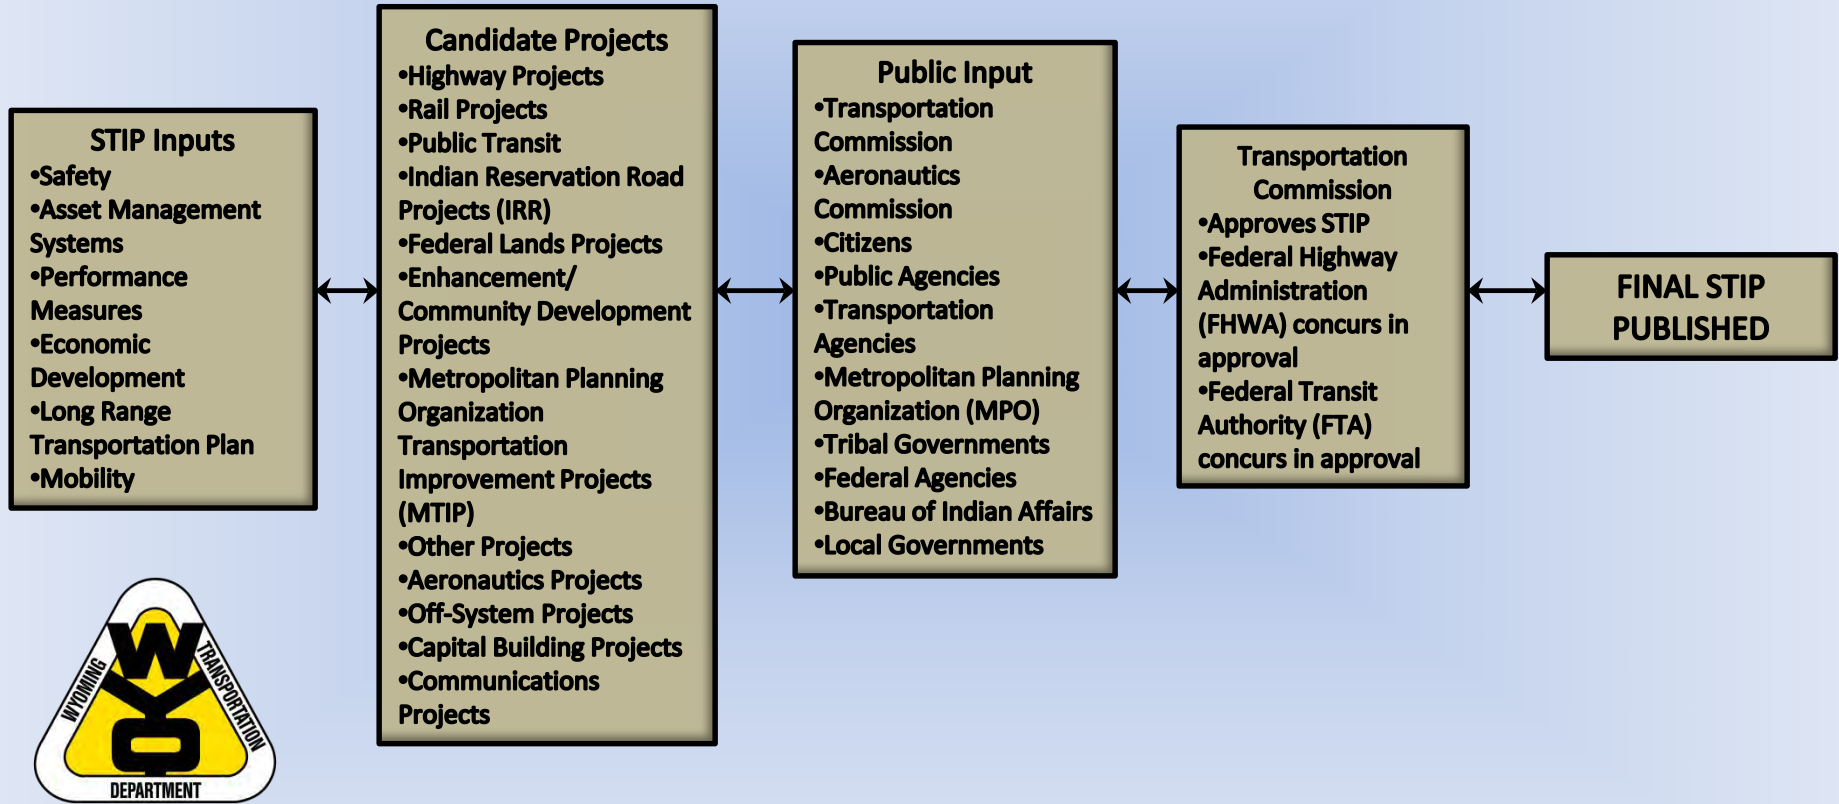 STIP Inputs
•Safety
•Asset Management
Systems
•Performance
Measures
•Economic
Development
•Long Range
Transportation Plan
•Mobility
Candidate Projects
•Highway Projects
•Rail Projects
•Public Transit
•Indian Reservation Road
Projects (IRR)
•Federal Lands Projects
•Enhancement/
Community Development
Projects
•Metropolitan Planning
Organization
Transportation
Improvement Projects
(MTIP)
•Other Projects
•Aeronautics Projects
•Off-System Projects
•Capital Building Projects
•Communications
Projects
Public Input
•Transportation
Commission
•Aeronautics
Commission
•Citizens
•Public Agencies
•Transportation
Agencies
•Metropolitan Planning
Organization (MPO)
•Tribal Governments
•Federal Agencies
•Bureau of Indian Affairs
•Local Governments
Transportation
Commission
•Approves STIP
•Federal Highway
Administration
(FHWA) concurs in
approval
•Federal Transit
Authority (FTA)
concurs in approval
FINAL STIP
PUBLISHED
WYOMING
TRANSPORTATION
DEPARTMENT
W
Y
O